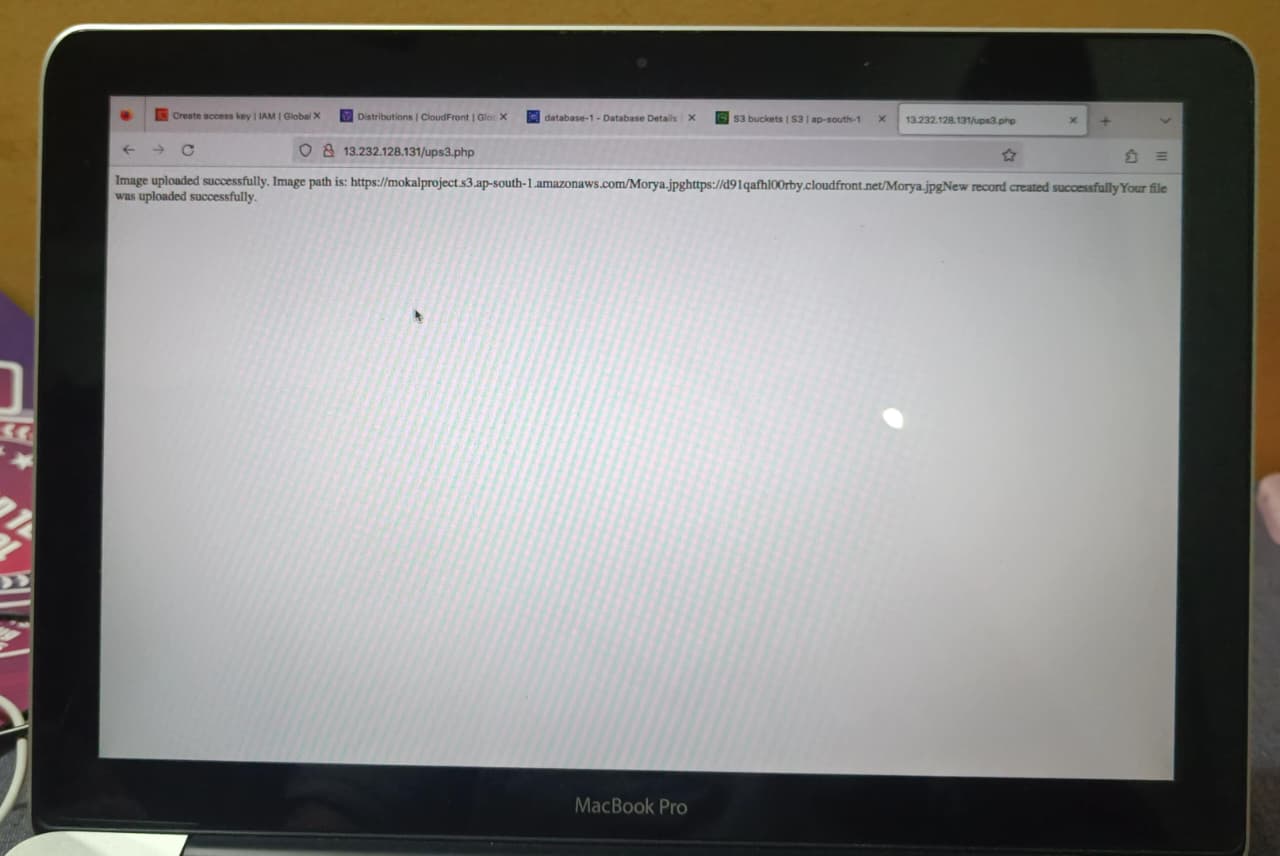 Create access key | IAM | Global
Distributions | CloudFront | Glo
database-1 - Database Details
S3 buckets | S3 | ap-south-1
13.232.128.131/ups3.php
13.232.128.131/ups3.php
Image uploaded successfully. Image path is: https://mokalproject.s3.ap-south-1.amazonaws.com/Morya.jpghttps://d91qafhl00rby.cloudfront.net/Morya.jpgNew record created successfullyYour file
was uploaded successfully.
MacBook Pro